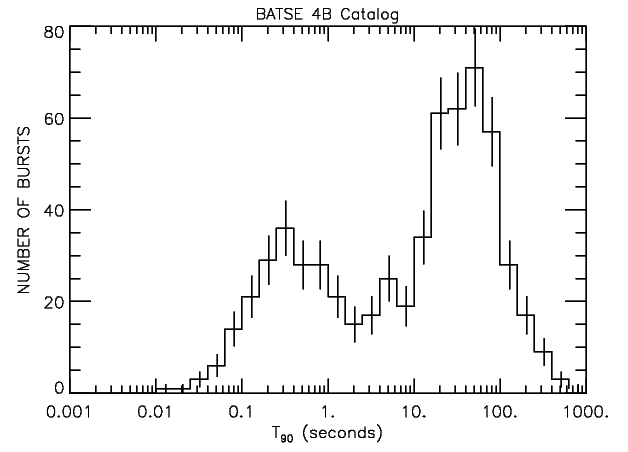 BATSE 4B Catalog
80
60
40
20
0
NUMBER OF BURSTS
0.001 0.01 0.1 1. 10. 100. 1000.
T90 (seconds)